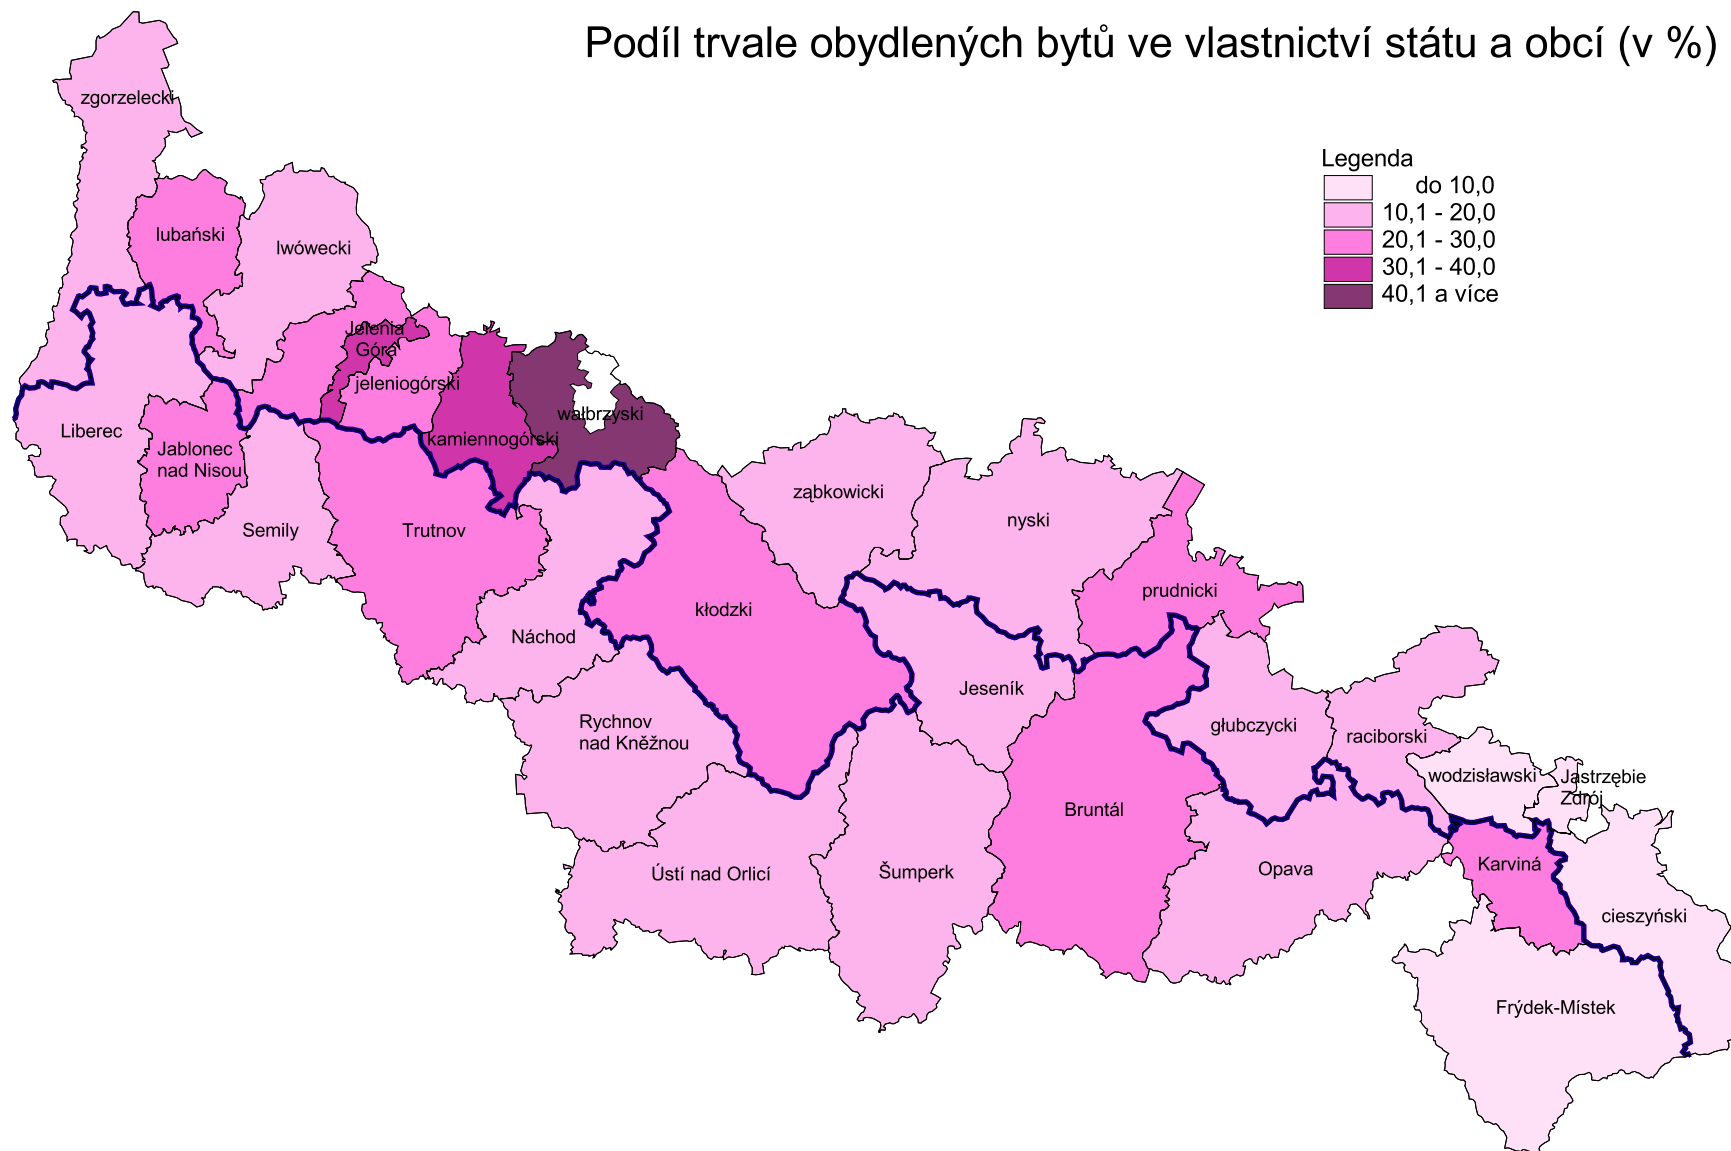 Podíl trvale obydlených bytů ve vlastnictví státu a obcí (v %)
zgorzelecki
Legenda
do 10,0
10,1 - 20,0
20,1 - 30,0
30,1 - 40,0
40,1 a více
lubański
lwówecki
Jelenia
Góra
jeleniogórski
wałbrzyski
Liberec
kamiennogórski
Jablonec
nad Nisou
ząbkowicki
Semily
Trutnov
nyski
prudnicki
kłodzki
Náchod
Jeseník
Rychnov
nad Kněžnou
głubczycki
raciborski
wodzisławski
Jastrzębie
Zdrój
Bruntál
Ústí nad Orlicí
Šumperk
Opava
Karviná
cieszyński
Frýdek-Místek